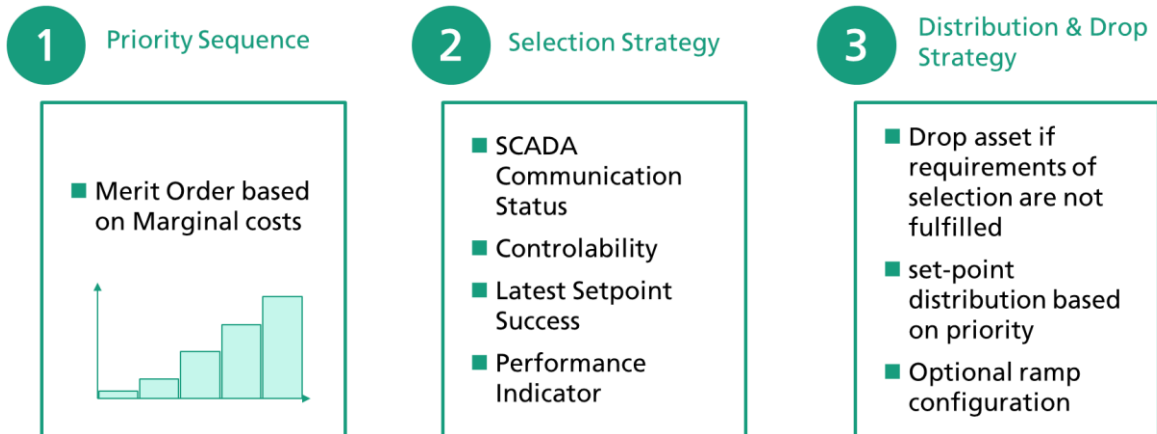 1
Priority Sequence
Merit Order based
on Marginal costs
2
Selection Strategy
SCADA
Communication
Status
Controlability
Latest Setpoint
Success
Performance
Indicator
3
Distribution & Drop
Strategy
Drop asset if
requirements of
selection are not
fulfilled
set-point
distribution based
on priority
Optional ramp
configuration